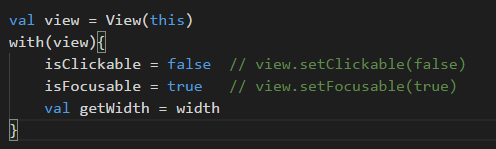 val view = View(this)
with(view){
    isClickable = false  // view.setClickable(false)
    isFocusable = true   // view.setFocusable(true)
    val getWidth = width
}